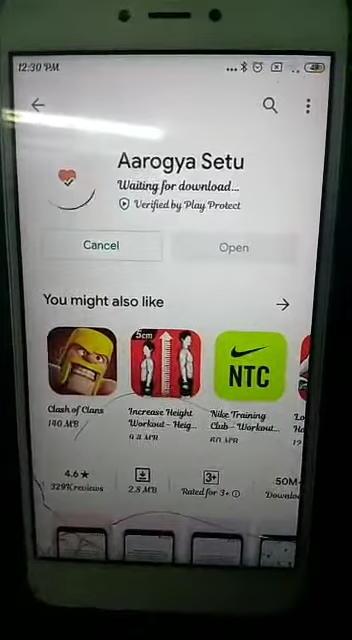 12:30 PM
Aarogya Setu
Waiting for download...
Verified by Play Protect
Cancel
Open
You might also like
5cm
NTC
Clash of Clans
140 MB
Increase Height
Workout - Heig...
Nike Training
Club - Workout...
4.6★
329K reviews
2.8 MB
3+
Rated for 3+
50M
Downlo